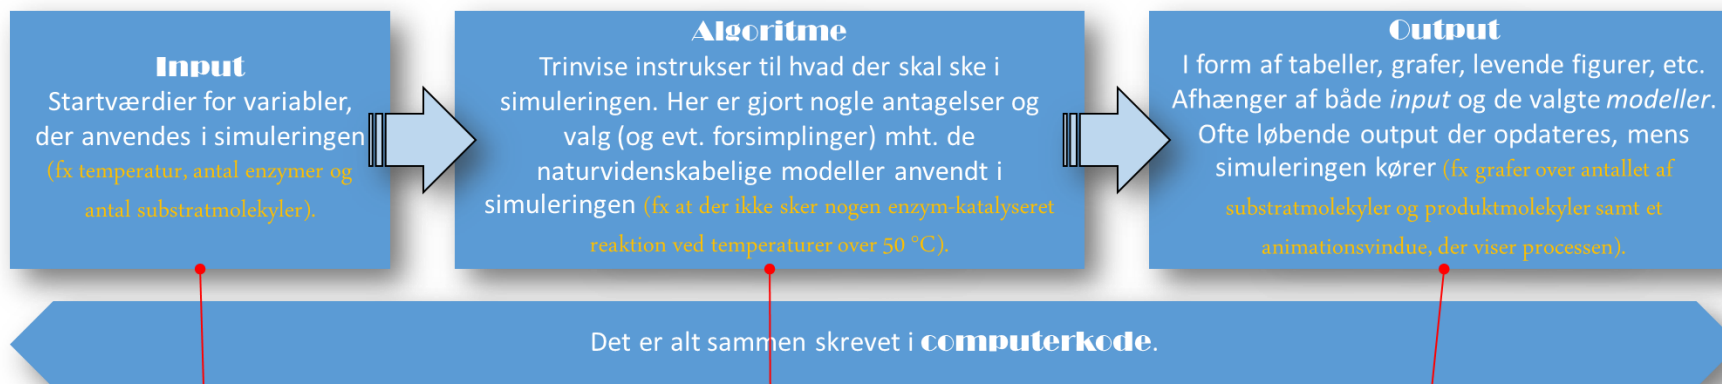 Input
Startværdier for variabler,
der anvendes i simuleringen
(fx temperatur, antal enzymer og
antal substratmolekyler).
Algoritme
Trinvise instrukser til hvad der skal ske i
simuleringen. Her er gjort nogle antagelser og
valg (og evt. forsimplinger) mht. de
naturvidenskabelige modeller anvendt i
simuleringen (fx at der ikke sker nogen enzym-katalyseret
reaktion ved temperaturer over 50 °C).
Output
I form af tabeller, grafer, levende figurer, etc.
Afhænger af både input og de valgte modeller.
Ofte løbende output der opdateres, mens
simuleringen kører (fx grafer over antallet af
substratmolekyler og produktmolekyler samt et
animationsvindue, der viser processen).
Det er alt sammen skrevet i computerkode.